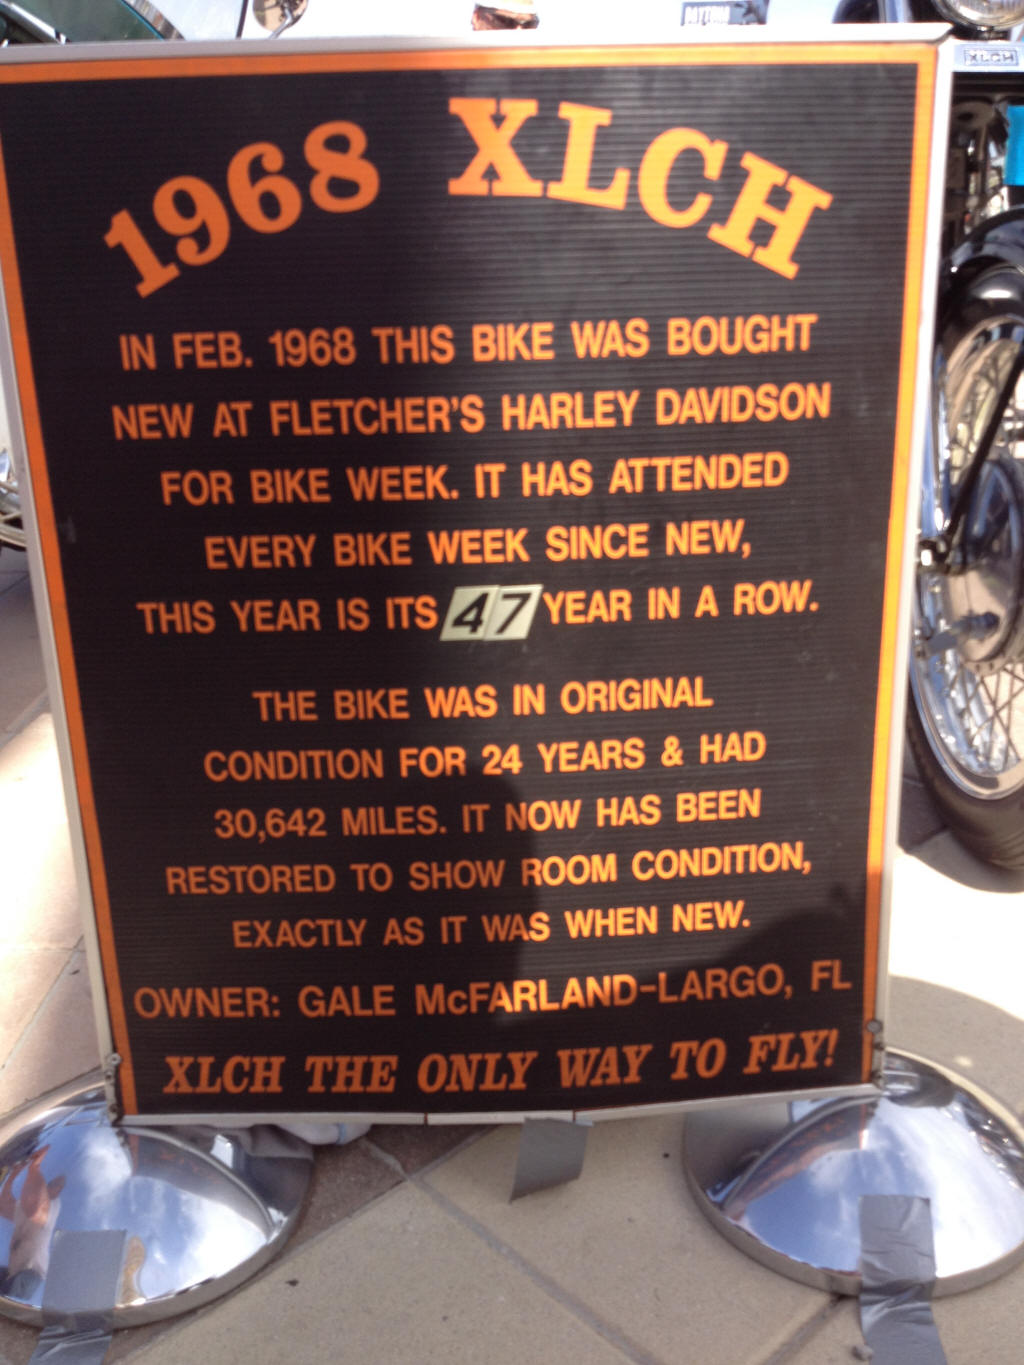 DAYTONA
XLCH
1968 XLCH
IN FEB. 1968 THIS BIKE WAS BOUGHT
NEW AT FLETCHER'S HARLEY DAVIDSON
FOR BIKE WEEK. IT HAS ATTENDED
EVERY BIKE WEEK SINCE NEW,
THIS YEAR IS ITS 47 YEAR IN A ROW.
THE BIKE WAS IN ORIGINAL
CONDITION FOR 24 YEARS & HAD
30,642 MILES. IT NOW HAS BEEN
RESTORED TO SHOW ROOM CONDITION,
EXACTLY AS IT WAS WHEN NEW.
OWNER: GALE McFARLAND-LARGO, FL
XLCH THE ONLY WAY TO FLY!